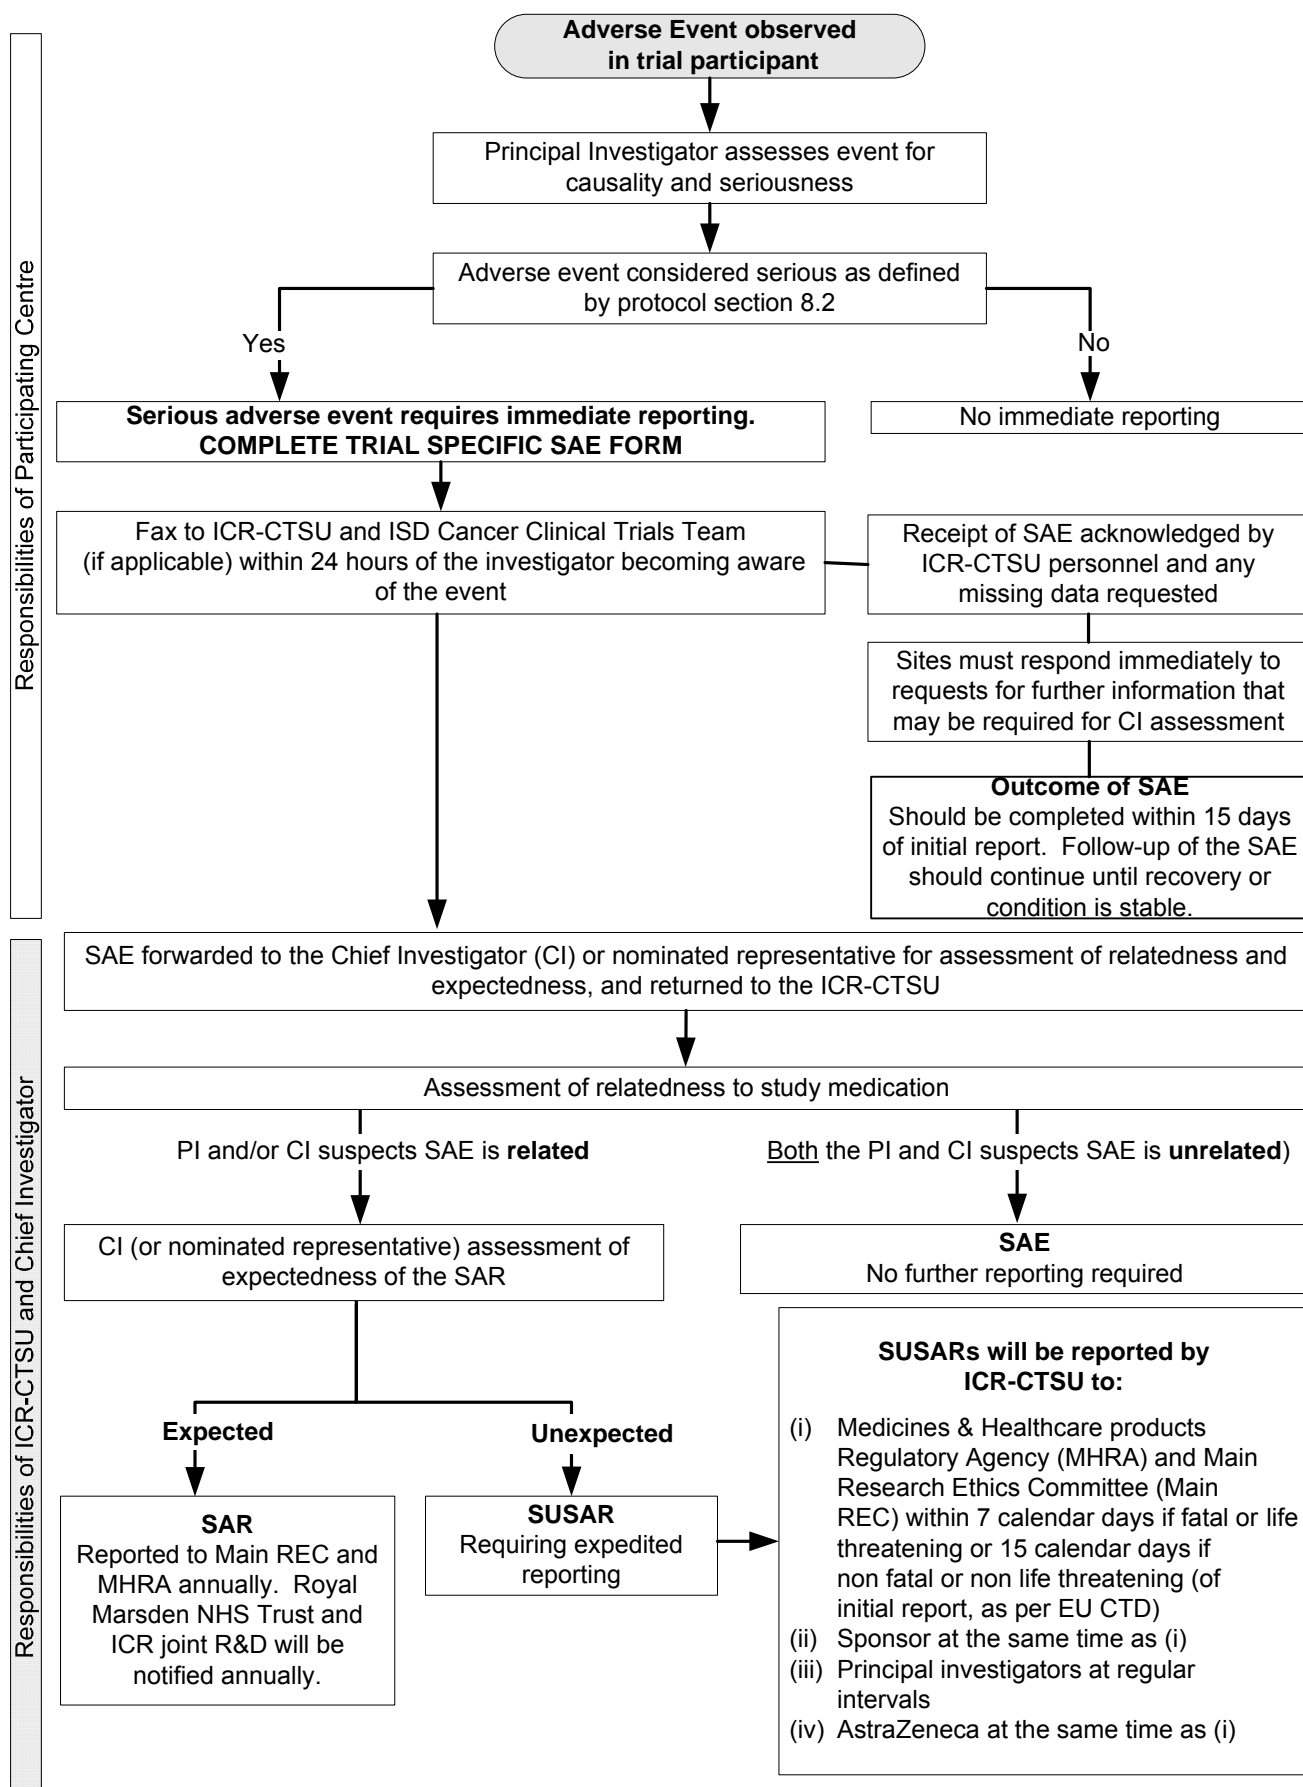 Adverse Event observed
in trial participant
Principal Investigator assesses event for
causality and seriousness
Adverse event considered serious as defined
by protocol section 8.2
Yes
No
Serious adverse event requires immediate reporting.
COMPLETE TRIAL SPECIFIC SAE FORM
No immediate reporting
Fax to ICR-CTSU and ISD Cancer Clinical Trials Team
(if applicable) within 24 hours of the investigator becoming aware
of the event
Receipt of SAE acknowledged by
ICR-CTSU personnel and any
missing data requested
Sites must respond immediately to
requests for further information that
may be required for CI assessment
Outcome of SAE
Should be completed within 15 days
of initial report.  Follow-up of the SAE
should continue until recovery or
condition is stable.
Responsibilities of Participating Centre
SAE forwarded to the Chief Investigator (CI) or nominated representative for assessment of relatedness and
expectedness, and returned to the ICR-CTSU
Assessment of relatedness to study medication
PI and/or CI suspects SAE is related
Both the PI and CI suspects SAE is unrelated)
CI (or nominated representative) assessment of
expectedness of the SAR
SAE
No further reporting required
Expected
Unexpected
SAR
Reported to Main REC and
MHRA annually.  Royal
Marsden NHS Trust and
ICR joint R&D will be
notified annually.
SUSAR
Requiring expedited
reporting
SUSARs will be reported by
ICR-CTSU to:
(i) Medicines & Healthcare products
Regulatory Agency (MHRA) and Main
Research Ethics Committee (Main
REC) within 7 calendar days if fatal or life
threatening or 15 calendar days if
non fatal or non life threatening (of
initial report, as per EU CTD)
(ii) Sponsor at the same time as (i)
(iii) Principal investigators at regular
intervals
(iv) AstraZeneca at the same time as (i)
Responsibilities of ICR-CTSU and Chief Investigator